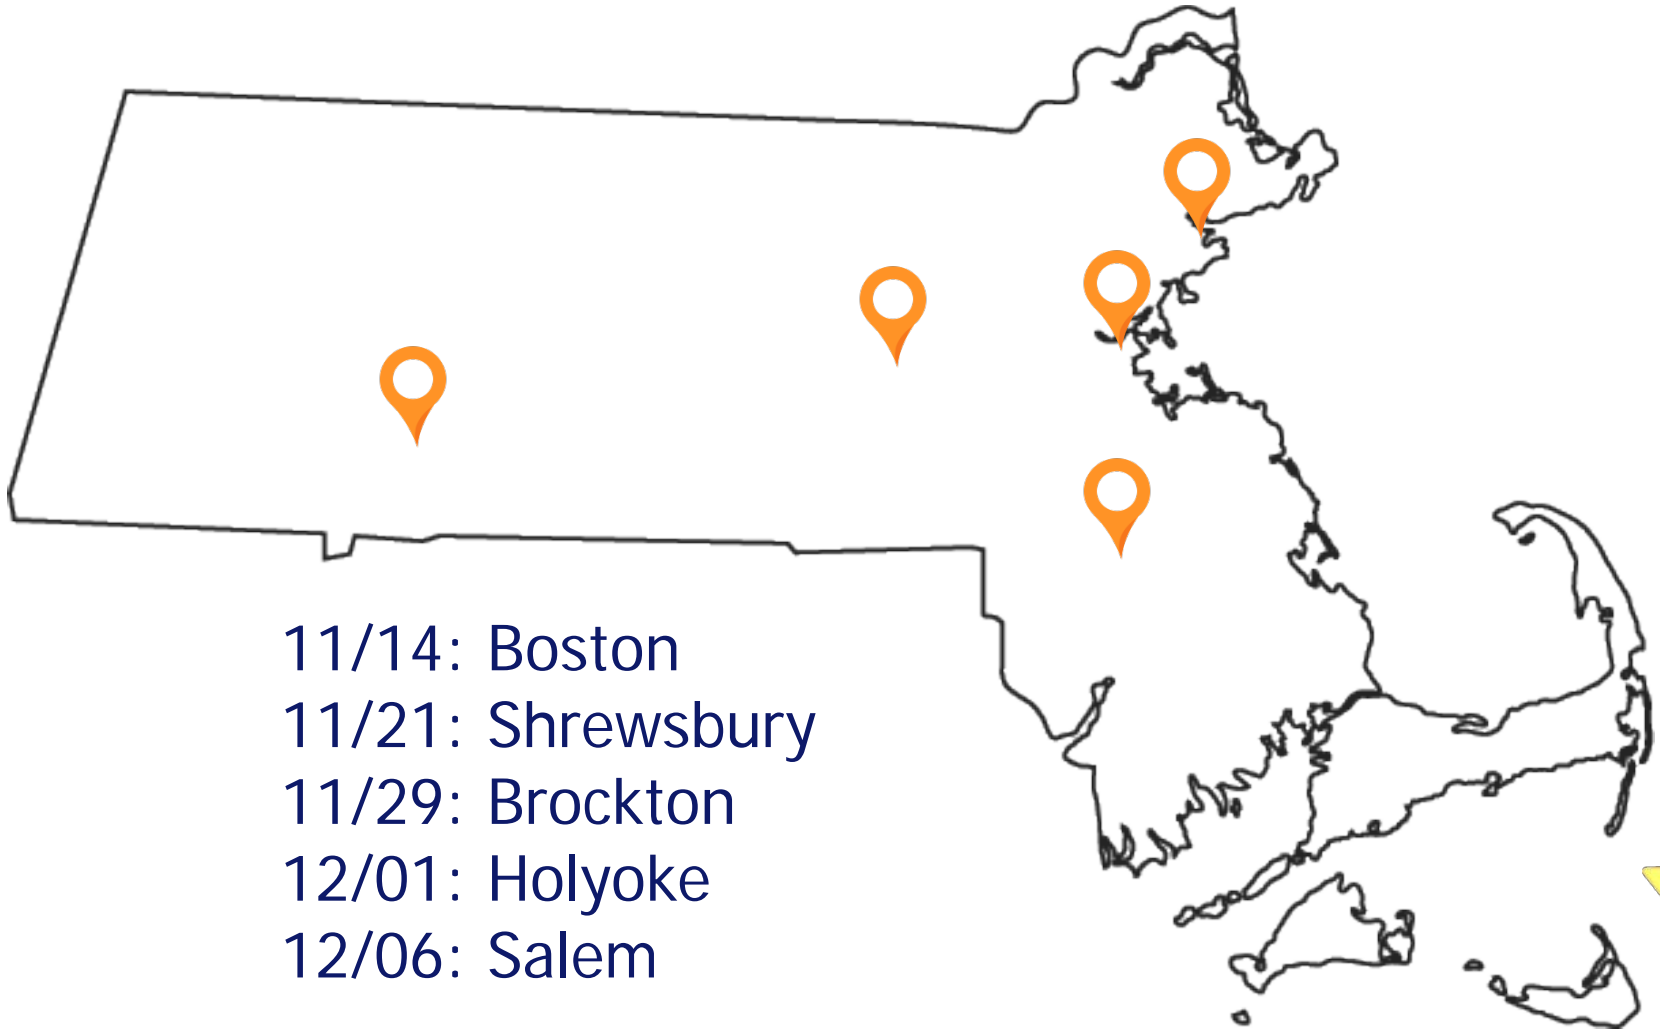 11/14: Boston
11/21: Shrewsbury
11/29: Brockton
12/01: Holyoke
12/06: Salem